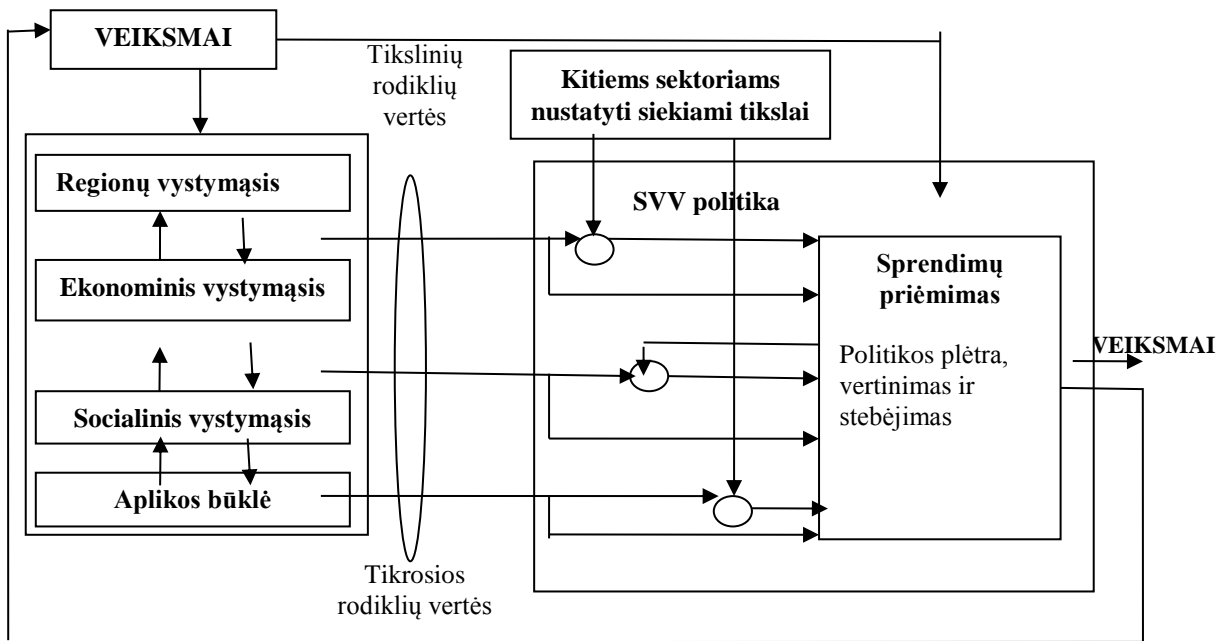 VEIKSMAI
Tikslinių
rodiklių
vertės
Kitiems sektoriams
nustatyti siekiami tikslai
Regionų vystymąsis
Ekonominis vystymąsis
Socialinis vystymąsis
Aplikos būklė
SVV politika
Sprendimų
priėmimas
Politikos plėtra,
vertinimas ir
stebėjimas
VEIKSMAI
Tikrosios
rodiklių vertės